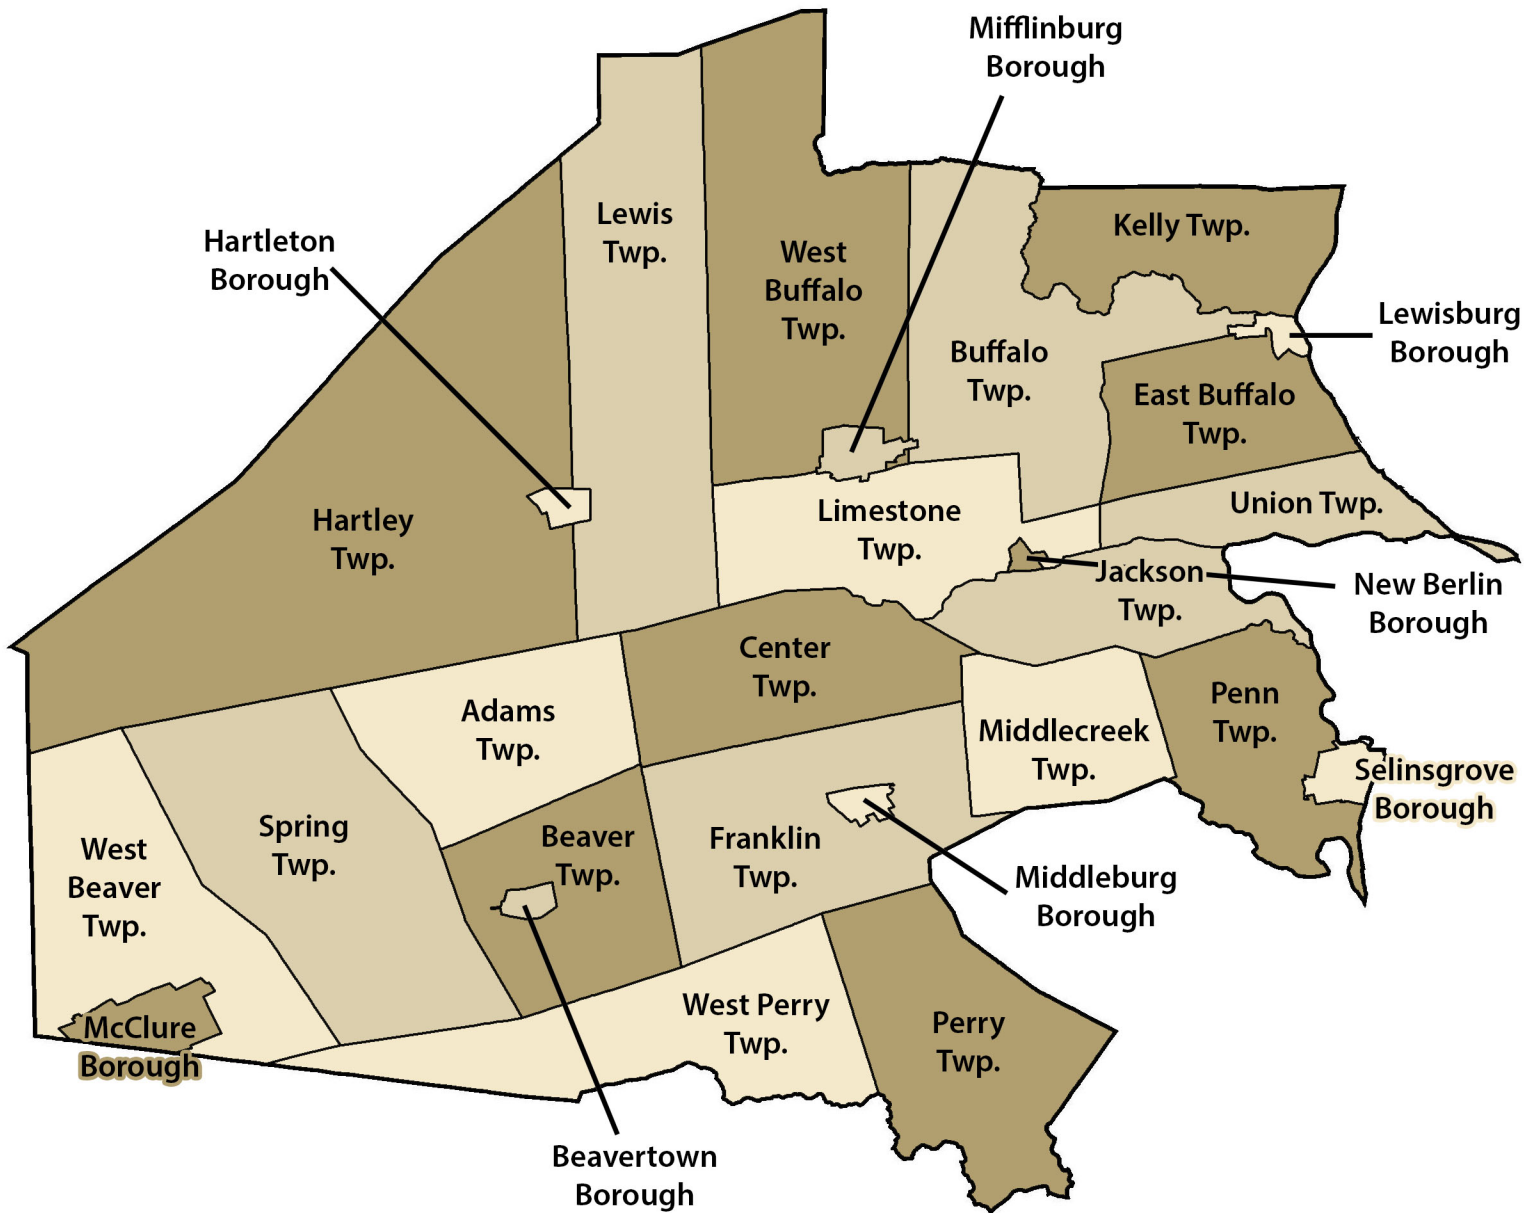 Mifflinburg
Borough
Hartleton
Borough
Lewis
Twp.
West
Buffalo
Twp.
Kelly Twp.
Buffalo
Twp.
Lewisburg
Borough
East Buffalo
Twp.
Hartley
Twp.
Limestone
Twp.
Union Twp.
Jackson
Twp.
New Berlin
Borough
Center
Twp.
Adams
Twp.
Middlecreek
Twp.
Penn
Twp.
Selinsgrove
Borough
West
Beaver
Twp.
Spring
Twp.
Beaver
Twp.
Franklin
Twp.
Middleburg
Borough
McClure
Borough
West Perry
Twp.
Perry
Twp.
Beavertown
Borough